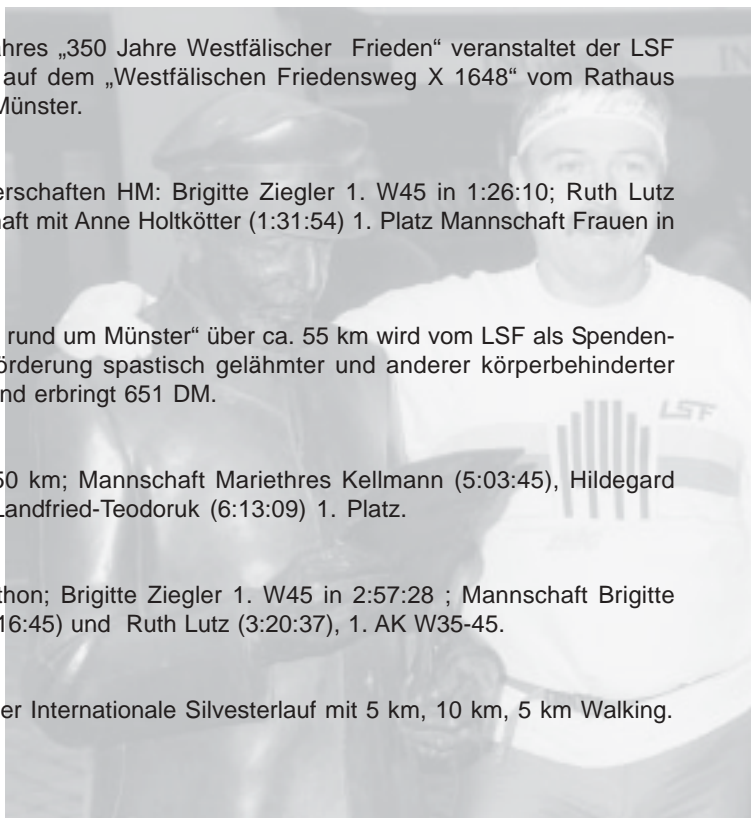 ahres „350 Jahre Westfälischer Frieden“ veranstaltet der LSF
auf dem „Westfälischen Friedensweg X 1648“ vom Rathaus
Münster.
erschaften HM: Brigitte Ziegler 1. W45 in 1:26:10; Ruth Lutz
aft mit Anne Holtkötter (1:31:54) 1. Platz Mannschaft Frauen in
rund um Münster“ über ca. 55 km wird vom LSF als Spenden-
örderung spastisch gelähmter und anderer körperbehinderter
nd erbringt 651 DM.
LSF
50 km; Mannschaft Mariethres Kellmann (5:03:45), Hildegard
Landfried-Teodoruk (6:13:09) 1. Platz.
thon; Brigitte Ziegler 1. W45 in 2:57:28 ; Mannschaft Brigitte
16:45) und Ruth Lutz (3:20:37), 1. AK W35-45.
er Internationale Silvesterlauf mit 5 km, 10 km, 5 km Walking.